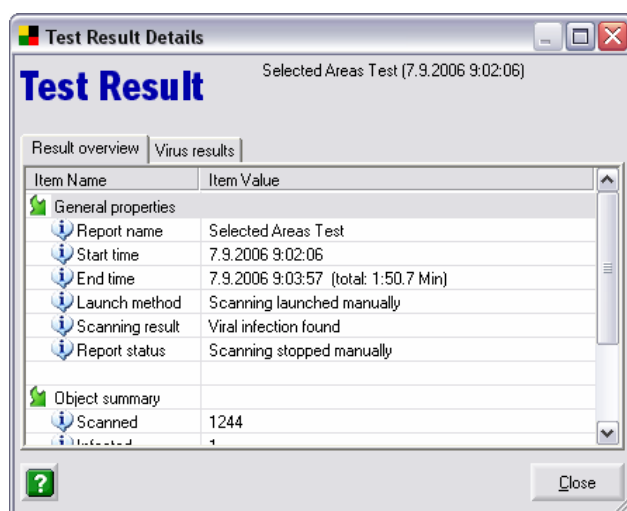 Test Result Details
Test Result
Selected Areas Test (7.9.2006 9:02:06)
Result overview Virus results
Item Name Item Value
General properties
Report name Selected Areas Test
Start time 7.9.2006 9:02:06
End time 7.9.2006 9:03:57 (total: 1:50.7 Min)
Launch method Scanning launched manually
Scanning result Viral infection found
Report status Scanning stopped manually
Object summary
Scanned 1244
Infected 1
?
Close